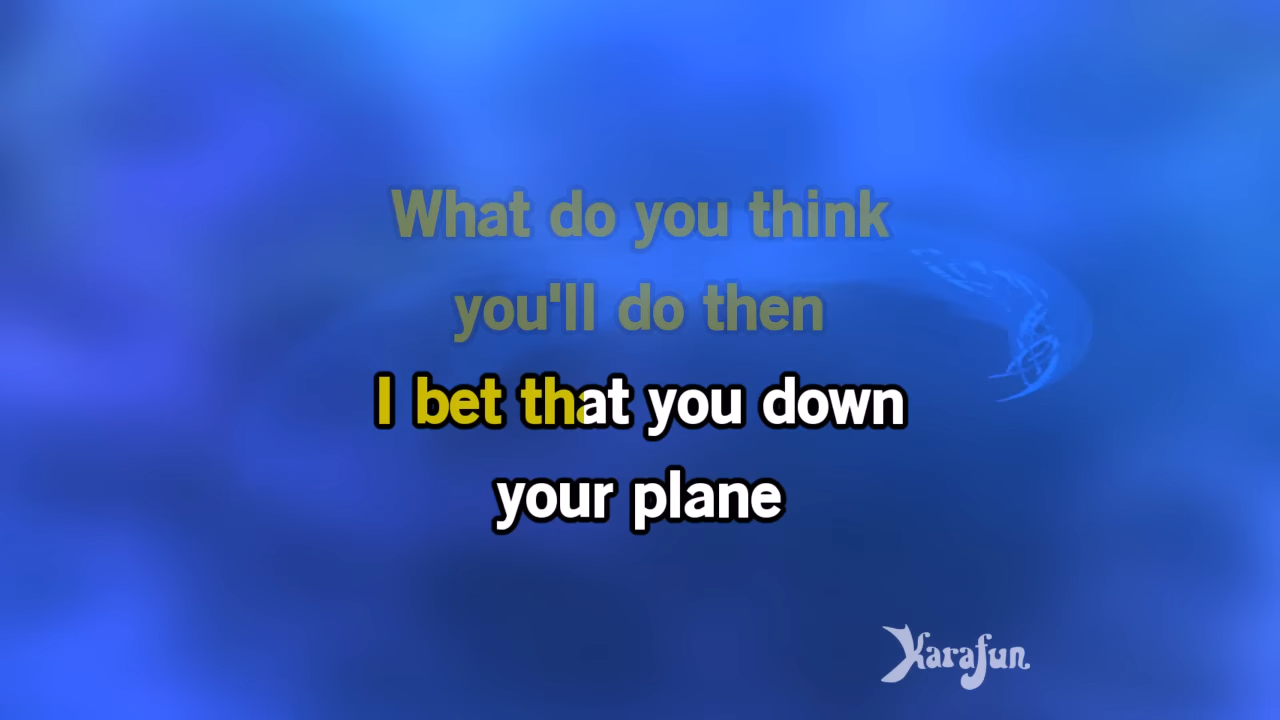 What do you think
you'll do then
I bet that you down
your plane
Karafun